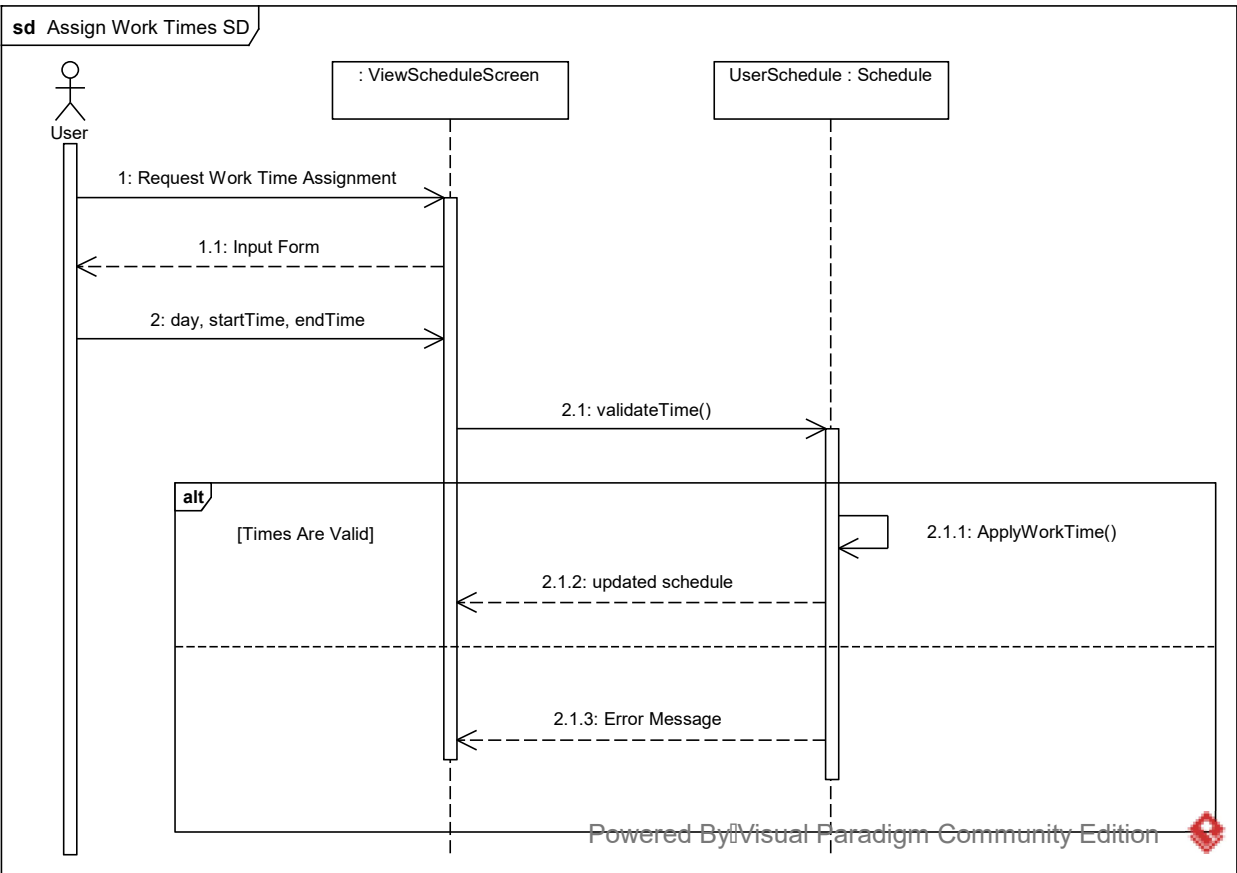 sd Assign Work Times SD
: ViewScheduleScreen
UserSchedule : Schedule
User
1: Request Work Time Assignment
1.1: Input Form
2: day, startTime, endTime
2.1: validateTime()
alt
[Times Are Valid]
2.1.1: ApplyWorkTime()
2.1.2: updated schedule
2.1.3: Error Message
Powered By Visual Paradigm Community Edition